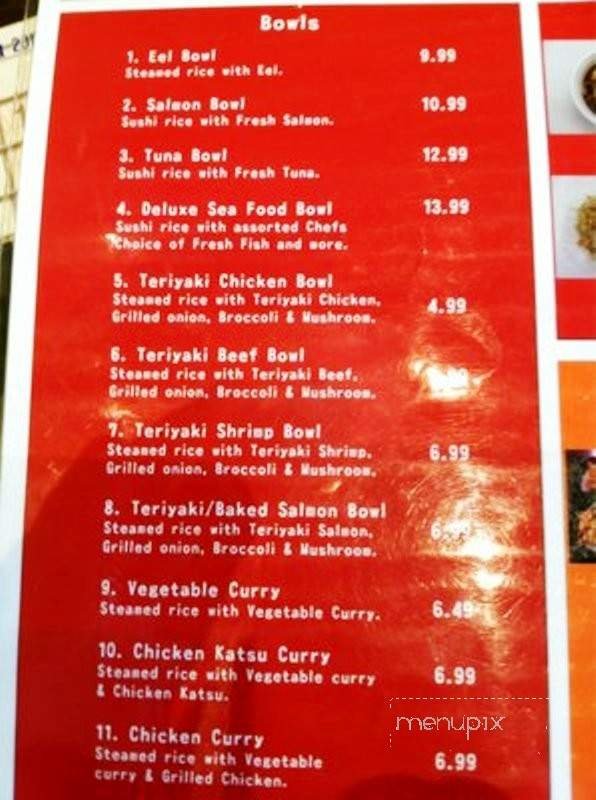 Bowls
1. Eel Bowl 9.99
Steamed rice with Eel.
2. Salmon Bowl 10.99
Sushi rice with Fresh Salmon.
3. Tuna Bowl 12.99
Sushi rice with Fresh Tuna.
4. Deluxe Sea Food Bowl 13.99
Sushi rice with assorted Chefs
Choice of Fresh Fish and more.
5. Teriyaki Chicken Bowl
Steamed rice with Teriyaki Chicken, 4.99
Grilled onion, Broccoli & Mushroom.
6. Teriyaki Beef Bowl
Steamed rice with Teriyaki Beef,
Grilled onion, Broccoli & Mushroom.
7. Teriyaki Shrimp Bowl
Steamed rice with Teriyaki Shrimp, 6.99
Grilled onion, Broccoli & Mushroom.
8. Teriyaki/Baked Salmon Bowl
Steamed rice with Teriyaki Salmon,
Grilled onion, Broccoli & Mushroom.
9. Vegetable Curry
Steamed rice with Vegetable Curry. 6.49
10. Chicken Katsu Curry
Steamed rice with Vegetable curry 6.99
& Chicken Katsu.
11. Chicken Curry
Steamed rice with Vegetable 6.99
curry & Grilled Chicken.
menupix